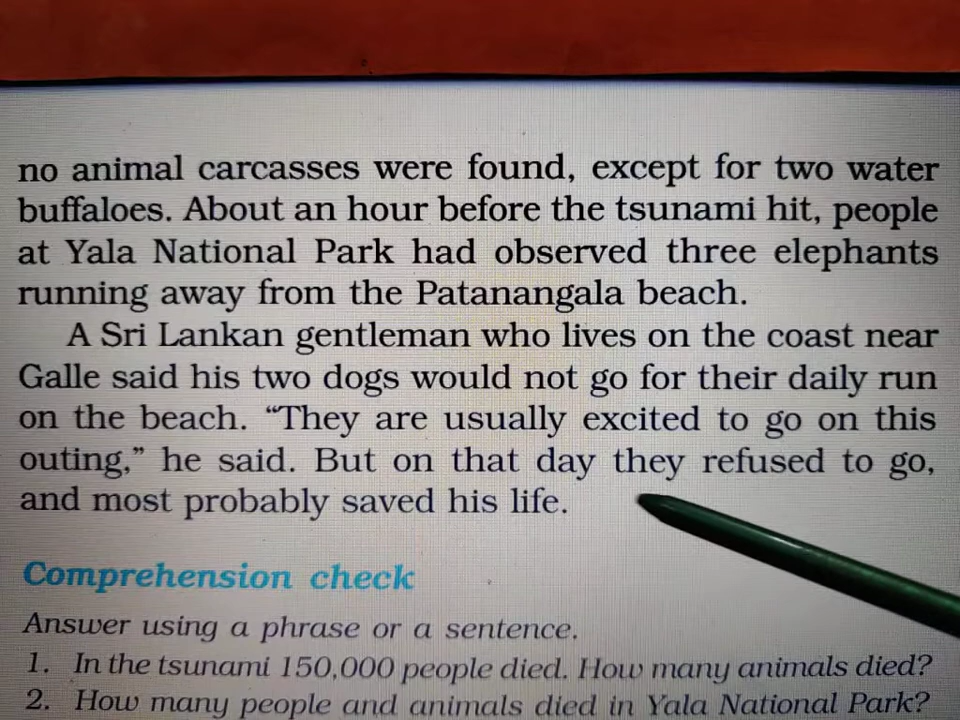 no animal carcasses were found, except for two water
buffaloes. About an hour before the tsunami hit, people
at Yala National Park had observed three elephants
running away from the Patanangala beach.
A Sri Lankan gentleman who lives on the coast near
Galle said his two dogs would not go for their daily run
on the beach. “They are usually excited to go on this
outing,” he said. But on that day they refused to go,
and most probably saved his life.
Comprehension check
Answer using a phrase or a sentence.
1. In the tsunami 150,000 people died. How many animals died?
2. How many people and animals died in Yala National Park?